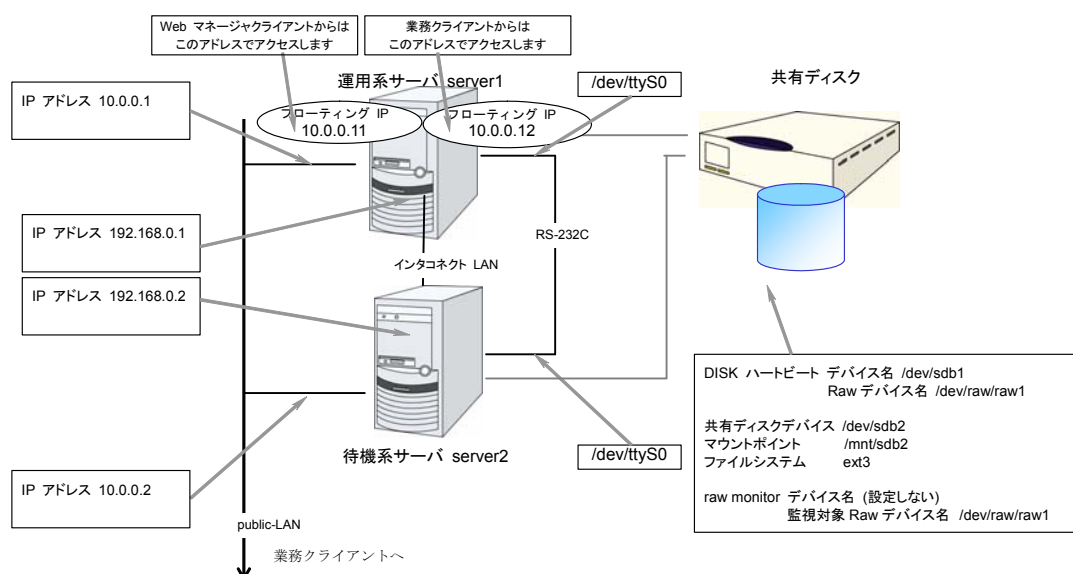 Web マネージャクライアントからは
このアドレスでアクセスします
業務クライアントからは
このアドレスでアクセスします
運用系サーバ server1
/dev/ttyS0
共有ディスク
IP アドレス 10.0.0.1
フローティング IP
10.0.0.11
フローティング IP
10.0.0.12
IP アドレス 192.168.0.1
RS-232C
インタコネクト LAN
IP アドレス 192.168.0.2
DISK ハートビート デバイス名 /dev/sdb1
Raw デバイス名 /dev/raw/raw1
共有ディスクデバイス /dev/sdb2
マウントポイント /mnt/sdb2
ファイルシステム ext3
raw monitor デバイス名 (設定しない)
監視対象 Raw デバイス名 /dev/raw/raw1
待機系サーバ server2
/dev/ttyS0
IP アドレス 10.0.0.2
public-LAN
業務クライアントへ